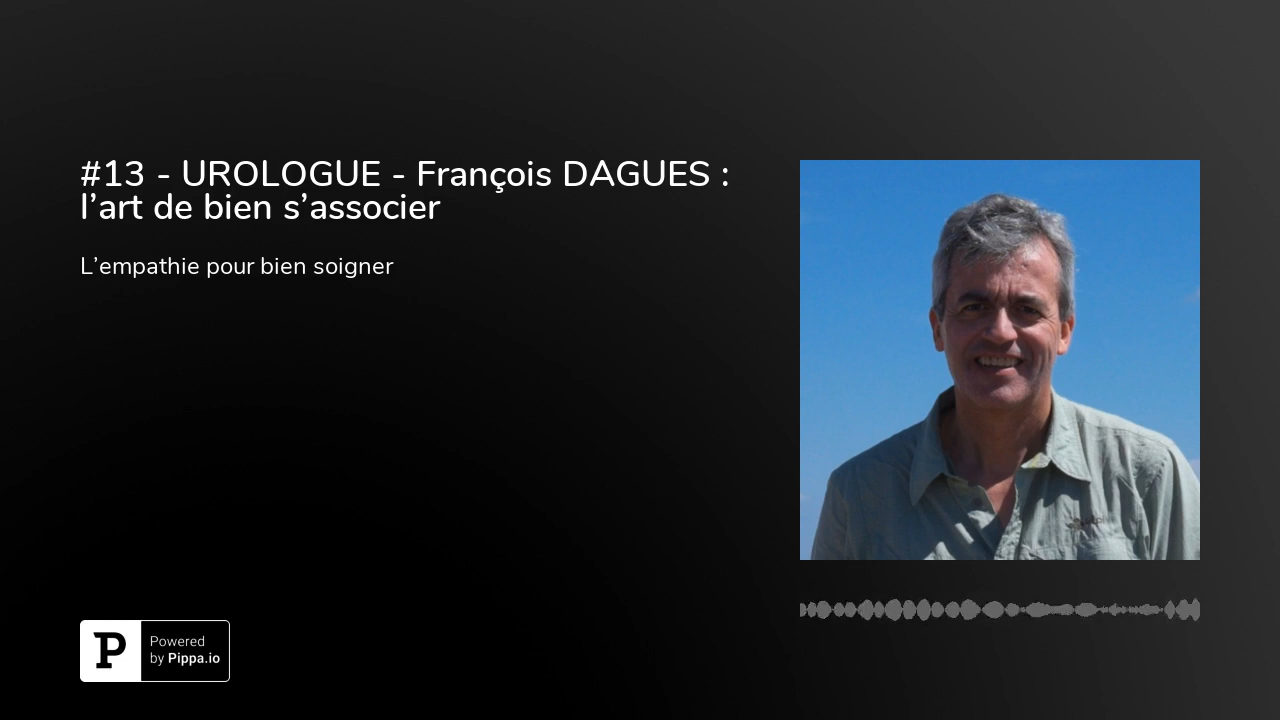 #13 - UROLOGUE - François DAGUES :
l’art de bien s’associer
L’empathie pour bien soigner
P
Powered
by Pippa.io